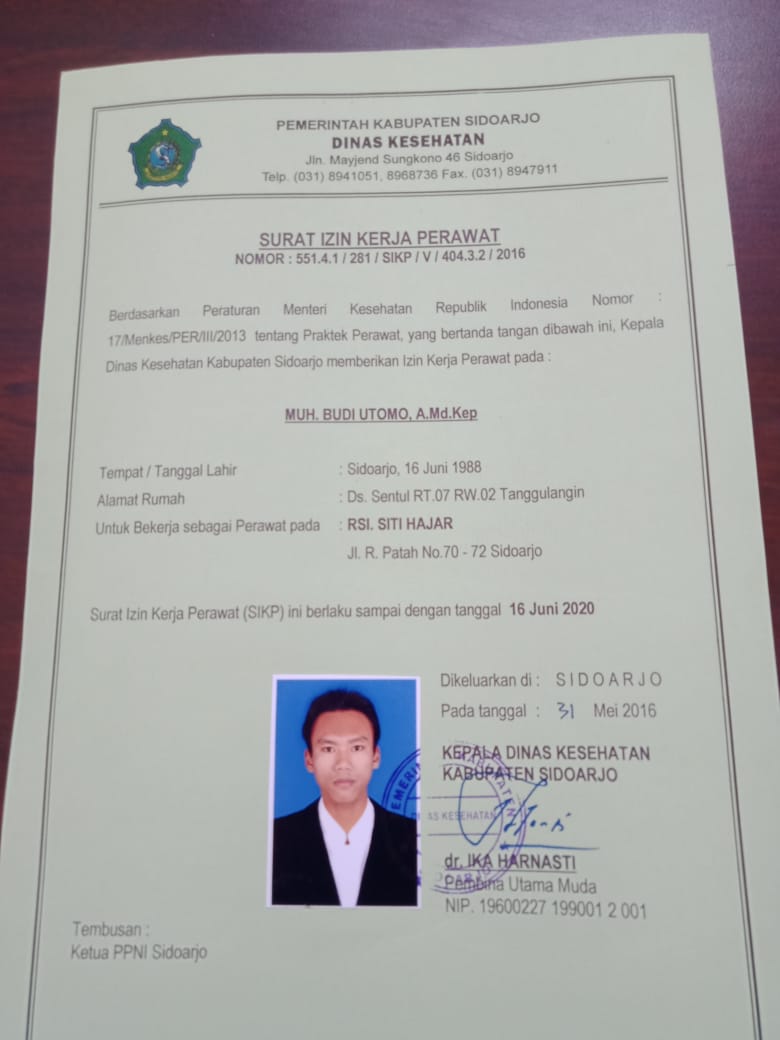 PEMERINTAH KABUPATEN SIDOARJO
DINAS KESEHATAN
Jln. Mayjend Sungkono 46 Sidoarjo
Telp. (031) 8941051, 8968736 Fax. (031) 8947911
SURAT IZIN KERJA PERAWAT
NOMOR : 551.4.1 / 281 / SIKP / V / 404.3.2 / 2016
Berdasarkan Peraturan Menteri Kesehatan Republik Indonesia Nomor :
17/Menkes/PER/III/2013 tentang Praktek Perawat, yang bertanda tangan dibawah ini, Kepala
Dinas Kesehatan Kabupaten Sidoarjo memberikan Izin Kerja Perawat pada :
MUH. BUDI UTOMO, A.Md.Kep
Tempat / Tanggal Lahir : Sidoarjo, 16 Juni 1988
Alamat Rumah : Ds. Sentul RT.07 RW.02 Tanggulangin
Untuk Bekerja sebagai Perawat pada : RSI. SITI HAJAR
Jl. R. Patah No.70 - 72 Sidoarjo
Surat Izin Kerja Perawat (SIKP) ini berlaku sampai dengan tanggal 16 Juni 2020
Dikeluarkan di : SIDOARJO
Pada tanggal : 31 Mei 2016
KEPALA DINAS KESEHATAN
KABUPATEN SIDOARJO
dr. IKA HARNASTI
Pembina Utama Muda
NIP. 19600227 199001 2 001
Tembusan :
Ketua PPNI Sidoarjo